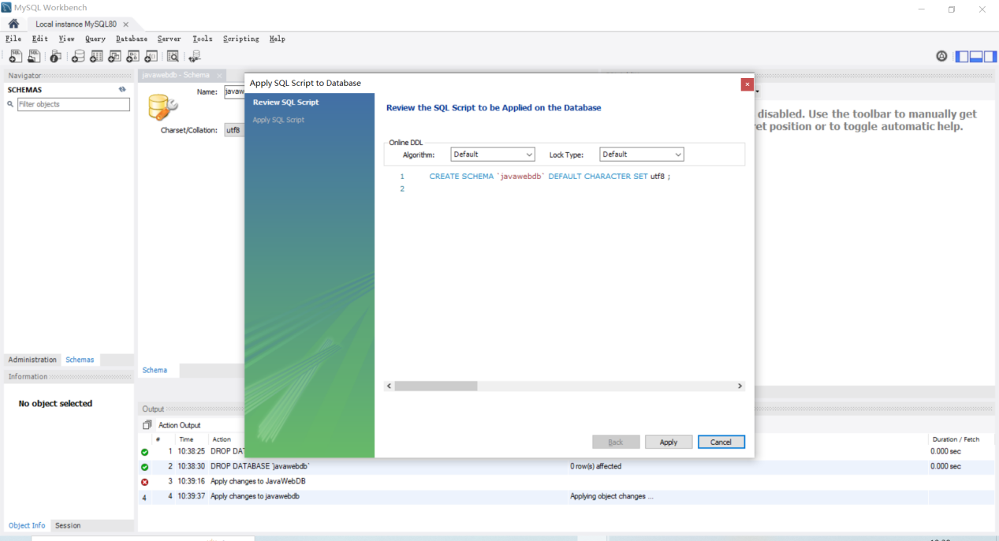 MySQL Workbench
Local instance MySQL80
File Edit View Query Database Server Tools Scripting Help
Navigator
SCHEMAS
Filter objects
Administration Schemas
Information
No object selected
Object Info Session
javawebdb - Schema
Name: javaw
Charset/Collation: utf8
Schema
Apply SQL Script to Database
Review SQL Script
Apply SQL Script
Review the SQL Script to be Applied on the Database
Online DDL
Algorithm: Default Lock Type: Default
1 CREATE SCHEMA `javawebdb` DEFAULT CHARACTER SET utf8 ;
2
Back Apply Cancel
disabled. Use the toolbar to manually get
et position or to toggle automatic help.
Output
Action Output
# Time Action Duration / Fetch
1 10:38:25 DROP DAT 0.000 sec
2 10:38:30 DROP DATABASE `javawebdb` 0 row(s) affected 0.000 sec
3 10:39:16 Apply changes to JavaWebDB
4 4 10:39:37 Apply changes to javawebdb Applying object changes ...